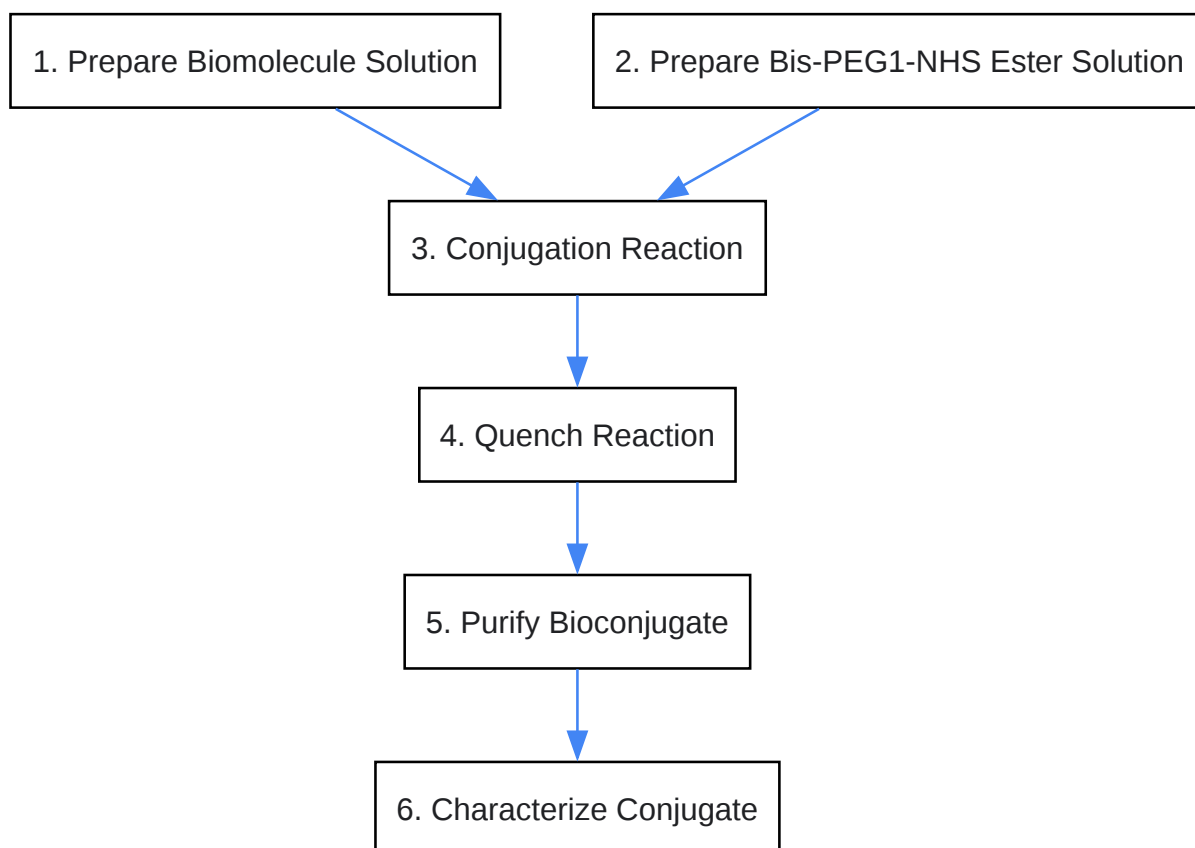 1. Prepare Biomolecule Solution
2. Prepare Bis-PEG1-NHS Ester Solution
3. Conjugation Reaction
4. Quench Reaction
5. Purify Bioconjugate
6. Characterize Conjugate